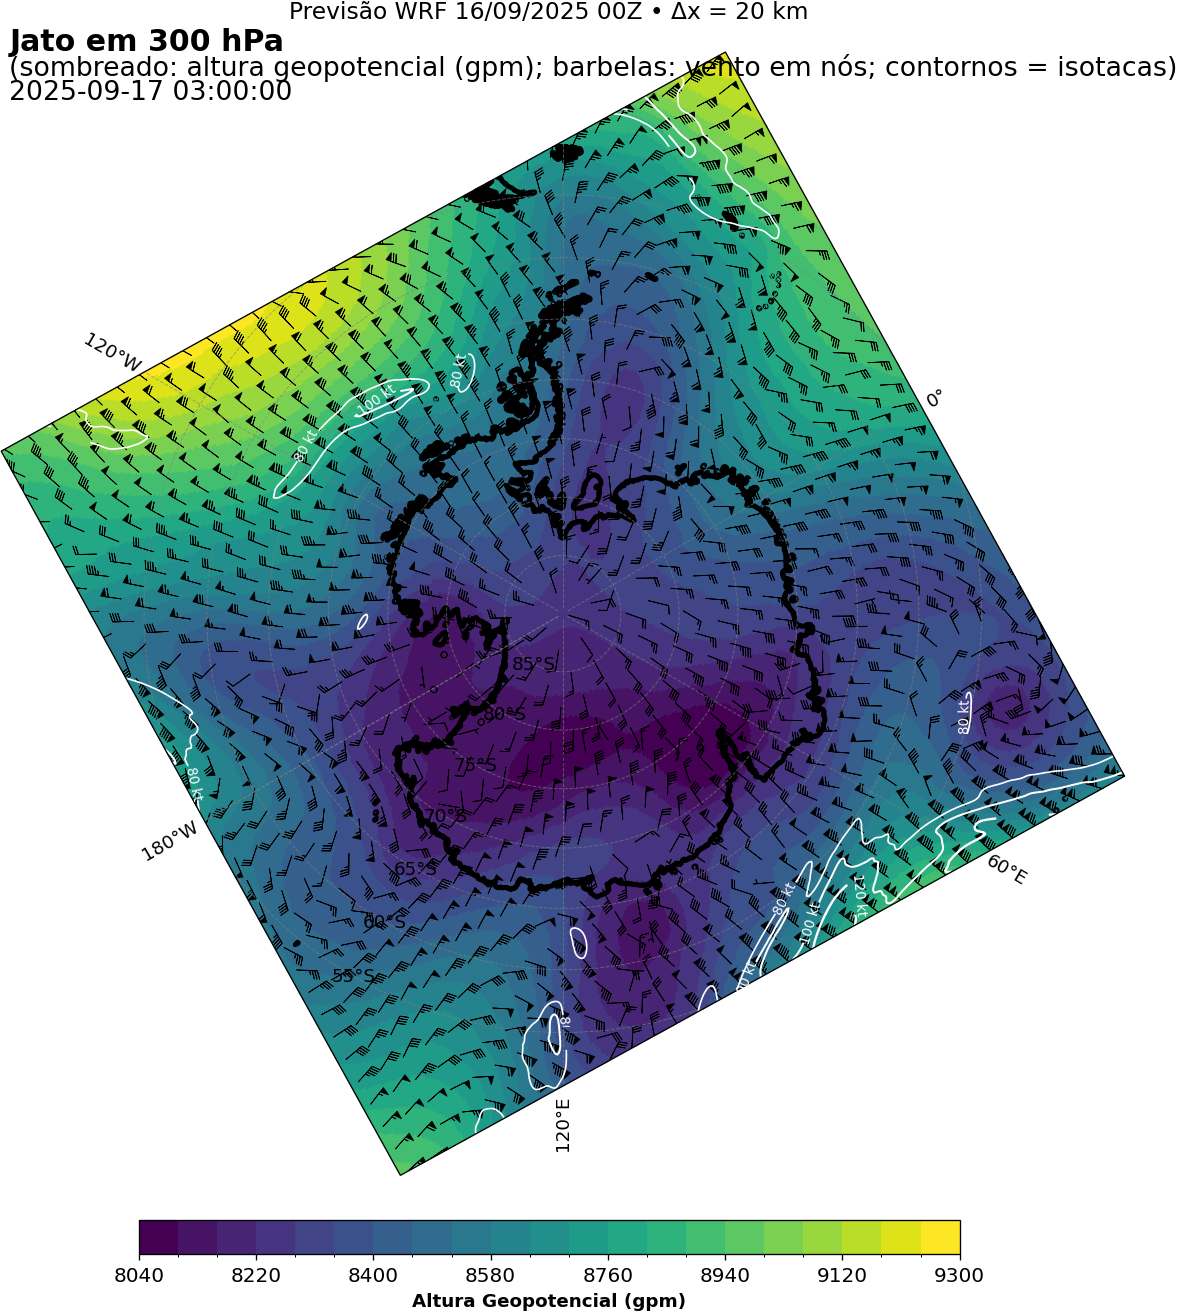 Previsão WRF 16/09/2025 00Z • Δx = 20 km
Jato em 300 hPa
(sombreado: altura geopotencial (gpm); barbelas: vento em nós; contornos = isotacas)
2025-09-17 03:00:00
120°W
80 kt
100 kt
80 kt
0°
85°S
80°S
80 kt
75°S
80 kt
70°S
180°W
65°S
60°E
120 kt
80 kt
100 kt
60°S
55°S
120°E
8040 8220 8400 8580 8760 8940 9120 9300
Altura Geopotencial (gpm)